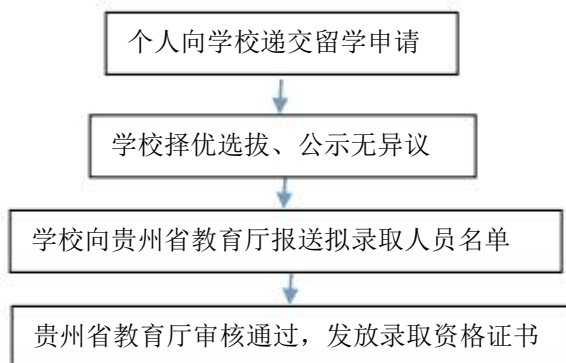 个人向学校递交留学申请
学校择优选拔、公示无异议
学校向贵州省教育厅报送拟录取人员名单
贵州省教育厅审核通过，发放录取资格证书